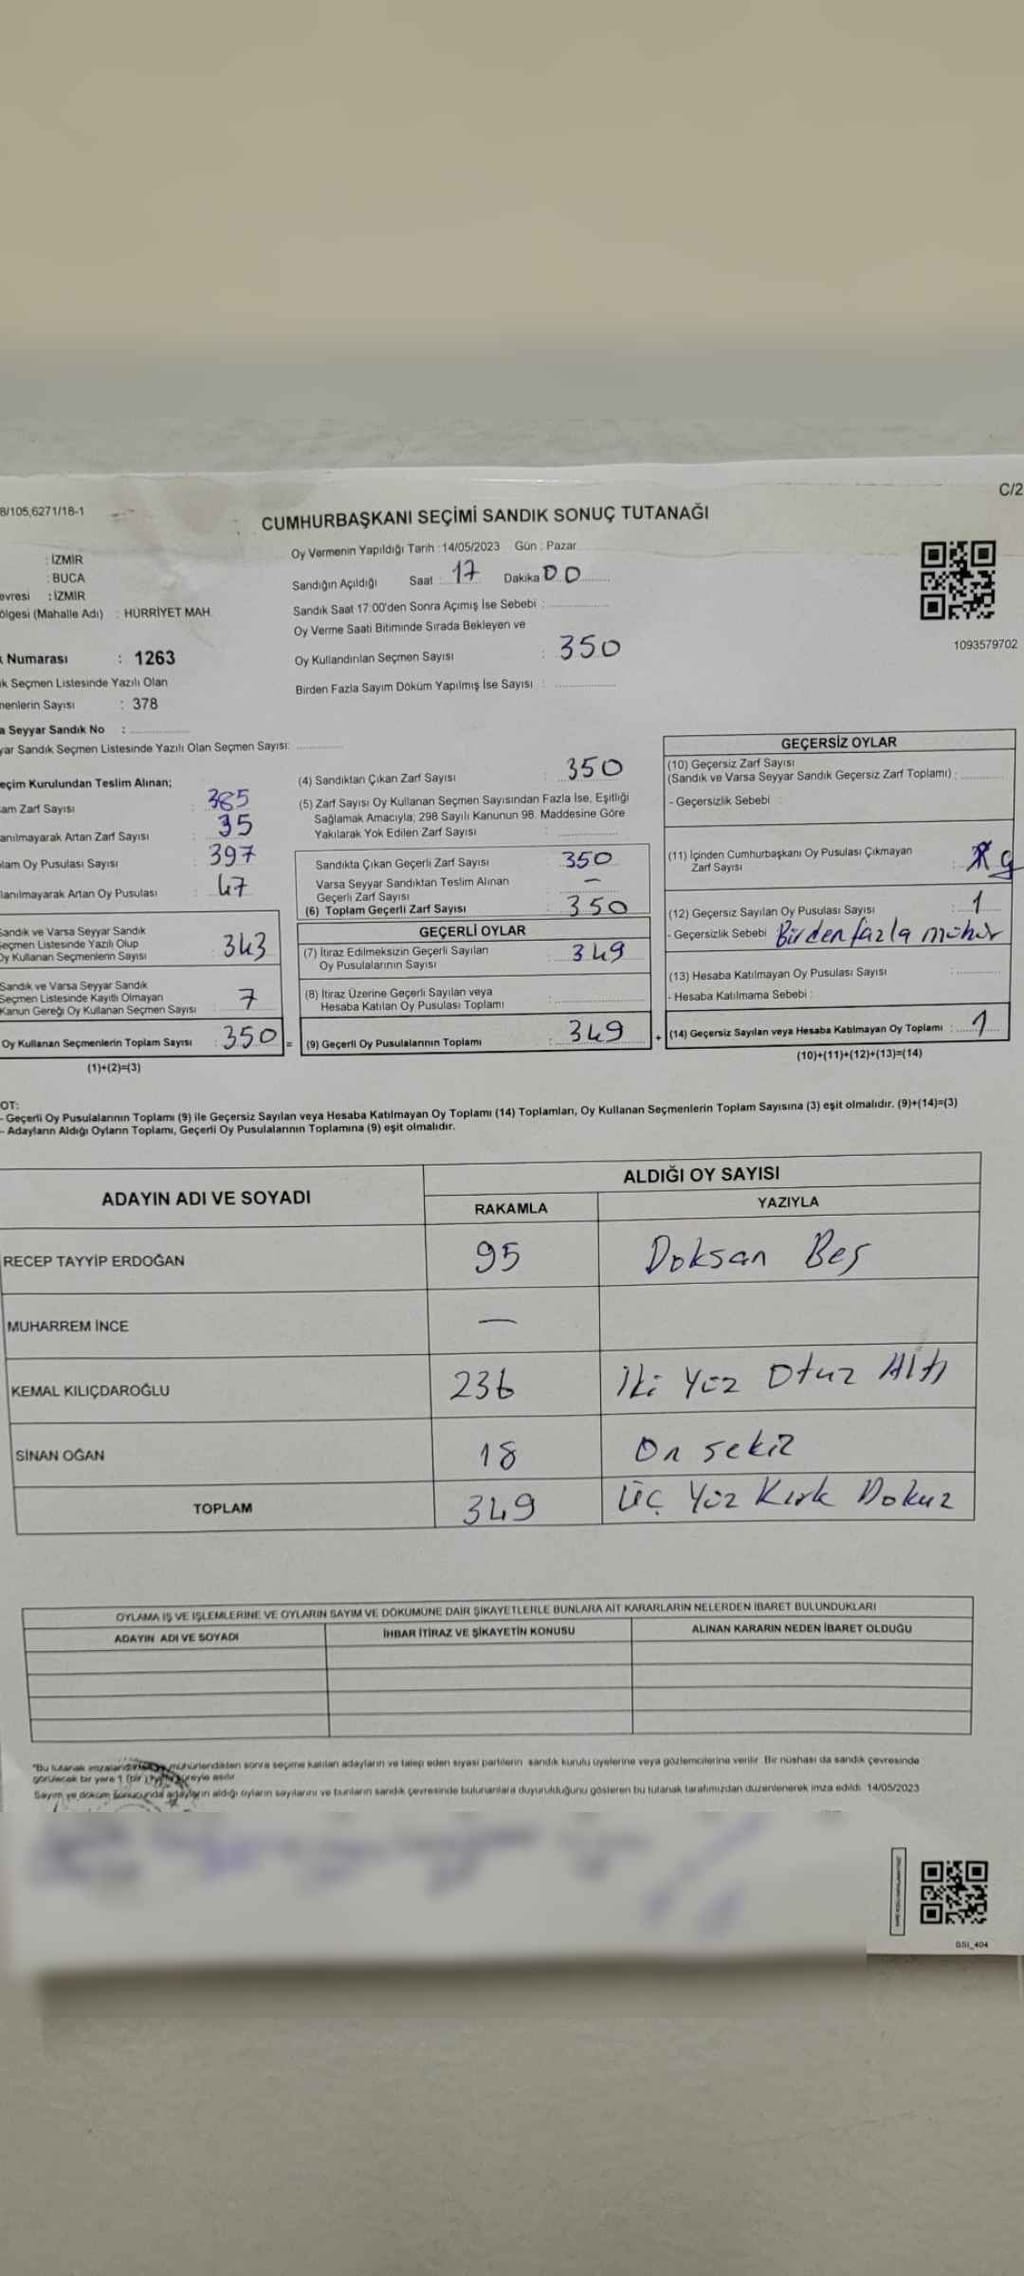 C/2
8/105,6271/18-1
CUMHURBAŞKANI SEÇİMİ SANDIK SONUÇ TUTANAĞI
: İZMİR
: BUCA
evresi : İZMİR
ölgesi (Mahalle Adı) : HÜRRİYET MAH.
Numarası : 1263
ık Seçmen Listesinde Yazılı Olan
menlerin Sayısı : 378
a Seyyar Sandık No :
yar Sandık Seçmen Listesinde Yazılı Olan Seçmen Sayısı:
Oy Vermenin Yapıldığı Tarih : 14/05/2023 Gün : Pazar
Sandığın Açıldığı Saat 17 Dakika 00
Sandık Saat 17:00'den Sonra Açmış İse Sebebi :
Oy Verme Saati Bitiminde Sırada Bekleyen ve
Oy Kullandırılan Seçmen Sayısı : 350
Birden Fazla Sayım Döküm Yapılmış İse Sayısı :
1093579702
eçim Kurulundan Teslim Alınan;
lam Zarf Sayısı : 385
anılmayarak Artan Zarf Sayısı : 35
lam Oy Pusulası Sayısı : 397
lanılmayarak Artan Oy Pusulası : 47
Sandık ve Varsa Seyyar Sandık
Seçmen Listesinde Yazılı Olup
Oy Kullanan Seçmenlerin Sayısı 343
Sandık ve Varsa Seyyar Sandık
Seçmen Listesinde Kayıtlı Olmayan
Kanun Gereği Oy Kullanan Seçmen Sayısı 7
Oy Kullanan Seçmenlerin Toplam Sayısı : 350 =
(1)+(2)=(3)
(4) Sandıktan Çıkan Zarf Sayısı : 350
(5) Zarf Sayısı Oy Kullanan Seçmen Sayısından Fazla İse, Eşitliği
Sağlamak Amacıyla; 298 Sayılı Kanunun 98. Maddesine Göre
Yakılarak Yok Edilen Zarf Sayısı :
Sandıkta Çıkan Geçerli Zarf Sayısı : 350
Varsa Seyyar Sandıktan Teslim Alınan
Geçerli Zarf Sayısı : —
(6) Toplam Geçerli Zarf Sayısı : 350
GEÇERLİ OYLAR
(7) İtiraz Edilmeksizin Geçerli Sayılan
Oy Pusulalarının Sayısı : 349
(8) İtiraz Üzerine Geçerli Sayılan veya
Hesaba Katılan Oy Pusulası Toplamı :
(9) Geçerli Oy Pusulalarının Toplamı : 349 +
GEÇERSİZ OYLAR
(10) Geçersiz Zarf Sayısı
(Sandık ve Varsa Seyyar Sandık Geçersiz Zarf Toplamı) :
- Geçersizlik Sebebi :
(11) İçinden Cumhurbaşkanı Oy Pusulası Çıkmayan
Zarf Sayısı
(12) Geçersiz Sayılan Oy Pusulası Sayısı : 1
- Geçersizlik Sebebi Birden fazla mühür
(13) Hesaba Katılmayan Oy Pusulası Sayısı :
- Hesaba Katılmama Sebebi :
(14) Geçersiz Sayılan veya Hesaba Katılmayan Oy Toplamı : 1
(10)+(11)+(12)+(13)=(14)
OT:
- Geçerli Oy Pusulalarının Toplamı (9) ile Geçersiz Sayılan veya Hesaba Katılmayan Oy Toplamı (14) Toplamları, Oy Kullanan Seçmenlerin Toplam Sayısına (3) eşit olmalıdır. (9)+(14)=(3)
- Adayların Aldığı Oyların Toplamı, Geçerli Oy Pusulalarının Toplamına (9) eşit olmalıdır.
ADAYIN ADI VE SOYADI ALDIĞI OY SAYISI
RAKAMLA YAZIYLA
RECEP TAYYİP ERDOĞAN 95 Doksan Beş
MUHARREM İNCE —
KEMAL KILIÇDAROĞLU 236 İki Yüz Otuz Altı
SİNAN OĞAN 18 On sekiz
TOPLAM 349 Üç Yüz Kırk Dokuz
OYLAMA İŞ VE İŞLEMLERİNE VE OYLARIN SAYIM VE DÖKÜMÜNE DAİR ŞİKAYETLERLE BUNLARA AİT KARARLARIN NELERDEN İBARET BULUNDUKLARI
ADAYIN ADI VE SOYADI İHBAR İTİRAZ VE ŞİKAYETİN KONUSU ALINAN KARARIN NEDEN İBARET OLDUĞU
"Bu tutanak mühürlendikten sonra seçime katılan adayların ve talep eden siyasi partilerin sandık kurulu üyelerine veya gözlemcilerine verilir. Bir nüshası da sandık çevresinde
görülecek bir yere 1 (bir) süreyle asılır.
Sayım ve döküm sonucunda adayların aldığı oyların sayılarını ve bunların sandık çevresinde bulunanlara duyurulduğunu gösteren bu tutanak tarafımızdan düzenlenerek imza edildi. 14/05/2023
GSI_404